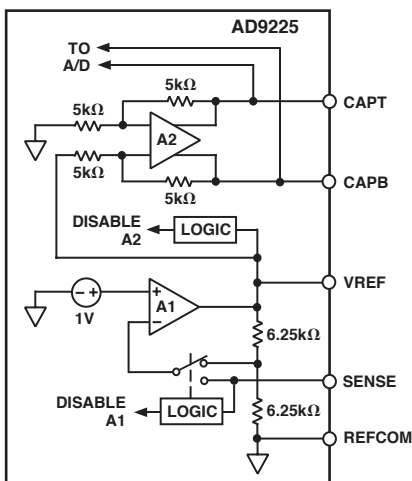 AD9225
TO
A/D
5kΩ
5kΩ
CAPT
A2
5kΩ
5kΩ
CAPB
DISABLE
A2
LOGIC
VREF
– +
1V
+
A1
–
6.25kΩ
SENSE
DISABLE
A1
LOGIC
6.25kΩ
REFCOM